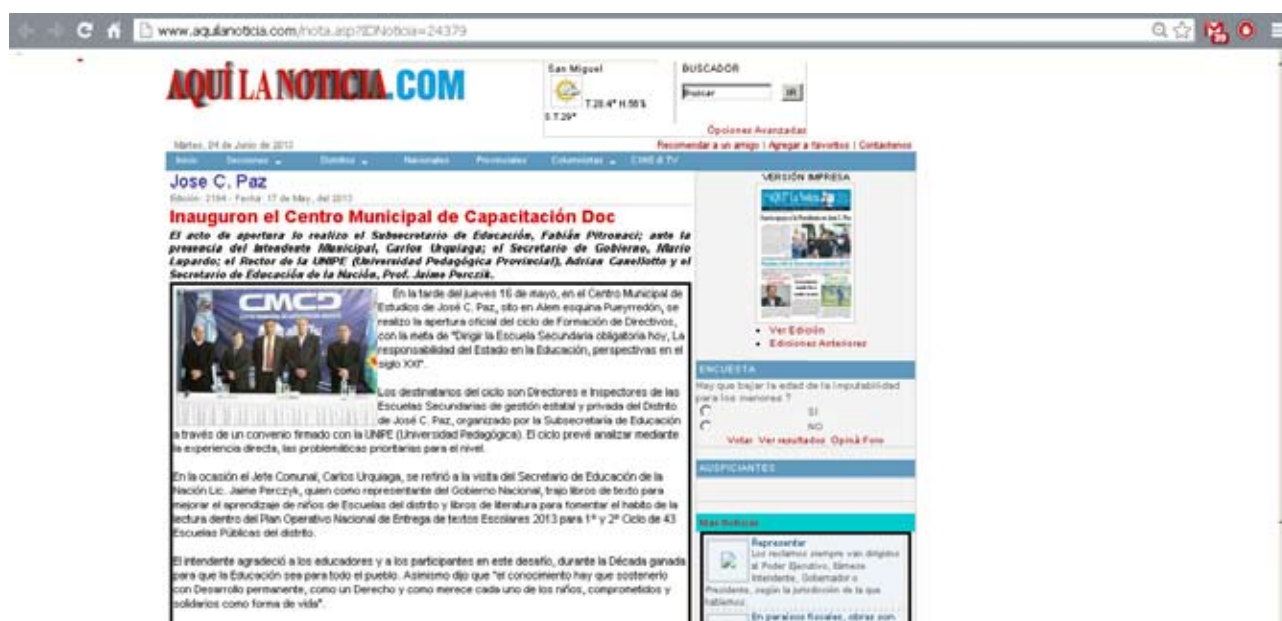 www.aquilanoticia.com/nota.asp?IDNoticia=24379
AQUÍ LA NOTICIA.COM
San Miguel
T.28.4° H.56%
S.T.29°
BUSCADOR
Buscar
IR
Opciones Avanzadas
Martes, 04 de Junio de 2013
Recomendar a un amigo | Agregar a favoritos | Contáctenos
Inicio Secciones Distritos Nacionales Provinciales Columnistas CINE & TV
Jose C. Paz
Edición: 2194 - Fecha: 17 de May. del 2013
Inauguron el Centro Municipal de Capacitación Doc
El acto de apertura lo realizo el Subsecretario de Educación, Fabián Pitronaci; ante la
presencia del Intendente Municipal, Carlos Urquiaga; el Secretario de Gobierno, Mario
Lapardo; el Rector de la UNIPE (Universidad Pedagógica Provincial), Adrian Canellotto y el
Secretario de Educación de la Nación, Prof. Jaime Perczik.
CMCD
En la tarde del jueves 16 de mayo, en el Centro Municipal de
Estudios de José C. Paz, sito en Alem esquina Pueyrredón, se
realizo la apertura oficial del ciclo de Formación de Directivos,
con la meta de "Dirigir la Escuela Secundaria obligatoria hoy, La
responsabilidad del Estado en la Educación, perspectivas en el
siglo XXI".
Los destinatarios del ciclo son Directores e Inspectores de las
Escuelas Secundarias de gestión estatal y privada del Distrito
de José C. Paz, organizado por la Subsecretaria de Educación
a través de un convenio firmado con la UNIPE (Universidad Pedagógica). El ciclo prevé analizar mediante
la experiencia directa, las problemáticas prioritarias para el nivel.
En la ocasión el Jefe Comunal, Carlos Urquiaga, se refirió a la visita del Secretario de Educación de la
Nación Lic. Jaime Perczyk, quien como representante del Gobierno Nacional, trajo libros de texto para
mejorar el aprendizaje de niños de Escuelas del distrito y libros de literatura para fomentar el habito de la
lectura dentro del Plan Operativo Nacional de Entrega de textos Escolares 2013 para 1º y 2º Ciclo de 43
Escuelas Públicas del distrito.
El intendente agradeció a los educadores y a los participantes en este desafío, durante la Década ganada
para que la Educación sea para todo el pueblo. Asimismo dijo que "el conocimiento hay que sostenerlo
con Desarrollo permanente, como un Derecho y como merece cada uno de los niños, comprometidos y
solidarios como forma de vida".
VERSIÓN IMPRESA
Ver Edición
Ediciones Anteriores
ENCUESTA
Hay que bajar la edad de la imputabilidad
para los menores ?
SI
NO
Votar Ver resultados Opiná Foro
AUSPICIANTES
Mas Noticias
Representar
Los reclamos siempre van dirigidos
al Poder Ejecutivo, llámese
Intendente, Gobernador o
Presidente, según la jurisdicción de la que
hablemos.
En paraísos fiscales, obras son